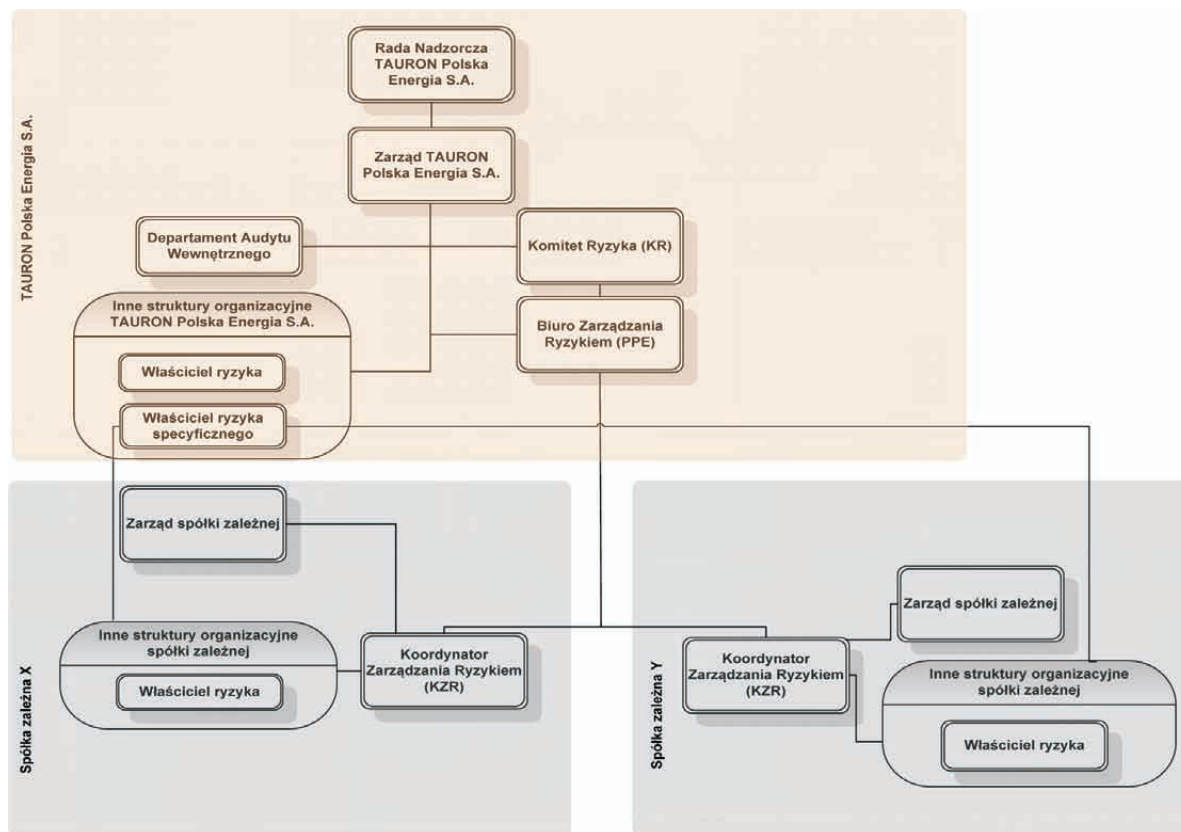 TAURON Polska Energia S.A.
Rada Nadzorcza
TAURON Polska
Energia S.A.
Zarząd TAURON
Polska Energia S.A.
Departament Audytu
Wewnętrznego
Komitet Ryzyka (KR)
Inne struktury organizacyjne
TAURON Polska Energia S.A.
Biuro Zarządzania
Ryzykiem (PPE)
Właściciel ryzyka
Właściciel ryzyka
specyficznego
Spółka zależna X
Zarząd spółki zależnej
Inne struktury organizacyjne
spółki zależnej
Właściciel ryzyka
Koordynator
Zarządzania Ryzykiem
(KZR)
Spółka zależna Y
Zarząd spółki zależnej
Koordynator
Zarządzania Ryzykiem
(KZR)
Inne struktury organizacyjne
spółki zależnej
Właściciel ryzyka